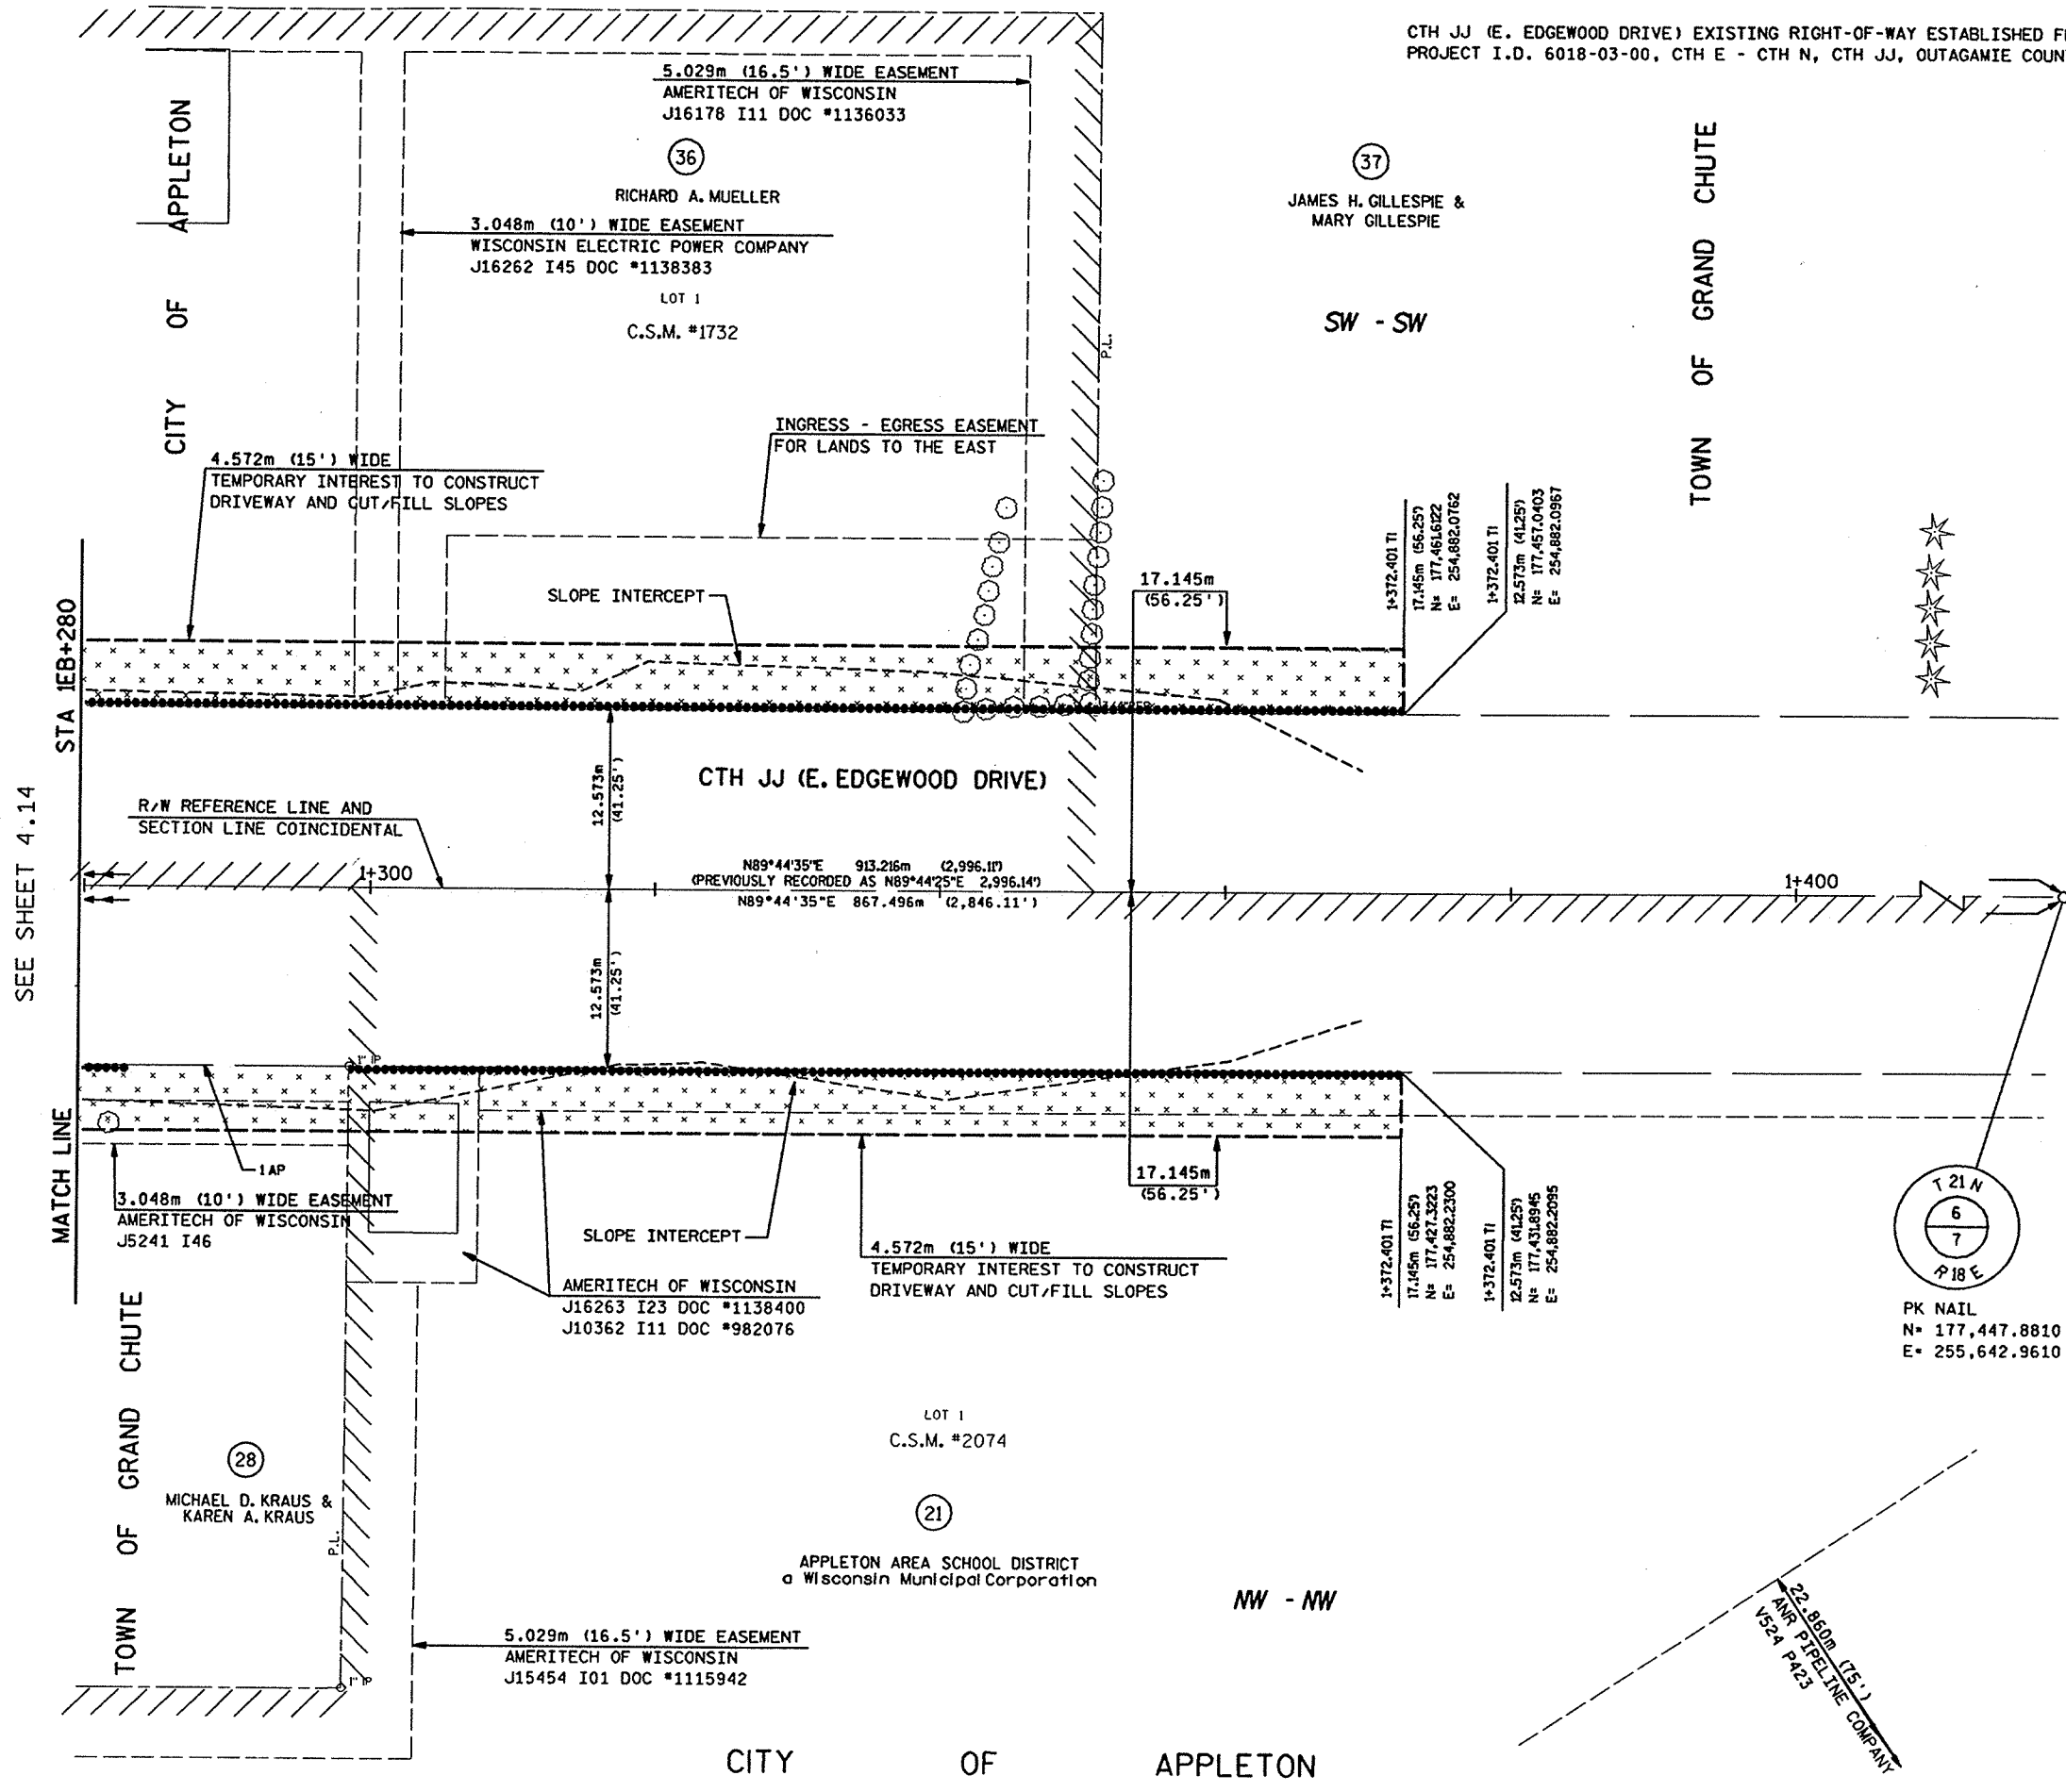 CTH JJ (E. EDGEWOOD DRIVE) EXISTING RIGHT-OF-WAY ESTABLISHED
PROJECT I.D. 6018-03-00, CTH E - CTH N, CTH JJ, OUTAGAMIE
5.029m (16.5') WIDE EASEMENT
AMERITECH OF WISCONSIN
J16178 I11 DOC #1136033
36
RICHARD A. MUELLER
3.048m (10') WIDE EASEMENT
WISCONSIN ELECTRIC POWER COMPANY
J16262 I45 DOC #1138383
LOT 1
C.S.M. #1732
CITY OF APPLETON
37
JAMES H. GILLESPIE &
MARY GILLESPIE
SW - SW
TOWN OF GRAND CHUTE
P.L.
INGRESS - EGRESS EASEMENT
FOR LANDS TO THE EAST
4.572m (15') WIDE
TEMPORARY INTEREST TO CONSTRUCT
DRIVEWAY AND CUT/FILL SLOPES
SLOPE INTERCEPT
17.145m
(56.25')
1+372.401 TI
17.145m (56.25')
N= 177,461.6122
E= 254,882.0762
1+372.401 TI
12.573m (41.25')
N= 177,457.0403
E= 254,882.0967
STA 1EB+280
SEE SHEET 4.14
MATCH LINE
CTH JJ (E. EDGEWOOD DRIVE)
12.573m
(41.25')
R/W REFERENCE LINE AND
SECTION LINE COINCIDENTAL
1+300
N89°44'35"E 913.216m (2,996.11')
(PREVIOUSLY RECORDED AS N89°44'25"E 2,996.14')
N89°44'35"E 867.496m (2,846.11')
1+400
12.573m
(41.25')
1" IP
1AP
3.048m (10') WIDE EASEMENT
AMERITECH OF WISCONSIN
J5241 I46
SLOPE INTERCEPT
17.145m
(56.25')
4.572m (15') WIDE
TEMPORARY INTEREST TO CONSTRUCT
DRIVEWAY AND CUT/FILL SLOPES
AMERITECH OF WISCONSIN
J16263 I23 DOC #1138400
J10362 I11 DOC #982076
1+372.401 TI
17.145m (56.25')
N= 177,427.3223
E= 254,882.2300
1+372.401 TI
12.573m (41.25')
N= 177,431.8945
E= 254,882.2095
T 21 N
6
7
R 18 E
PK NAIL
N= 177,447.8810
E= 255,642.9610
TOWN OF GRAND CHUTE
28
MICHAEL D. KRAUS &
KAREN A. KRAUS
P.L.
1" IP
LOT 1
C.S.M. #2074
21
APPLETON AREA SCHOOL DISTRICT
a Wisconsin Municipal Corporation
NW - NW
5.029m (16.5') WIDE EASEMENT
AMERITECH OF WISCONSIN
J15454 I01 DOC #1115942
22.860m (75')
ANR PIPELINE COMPANY
V524 P423
CITY OF APPLETON